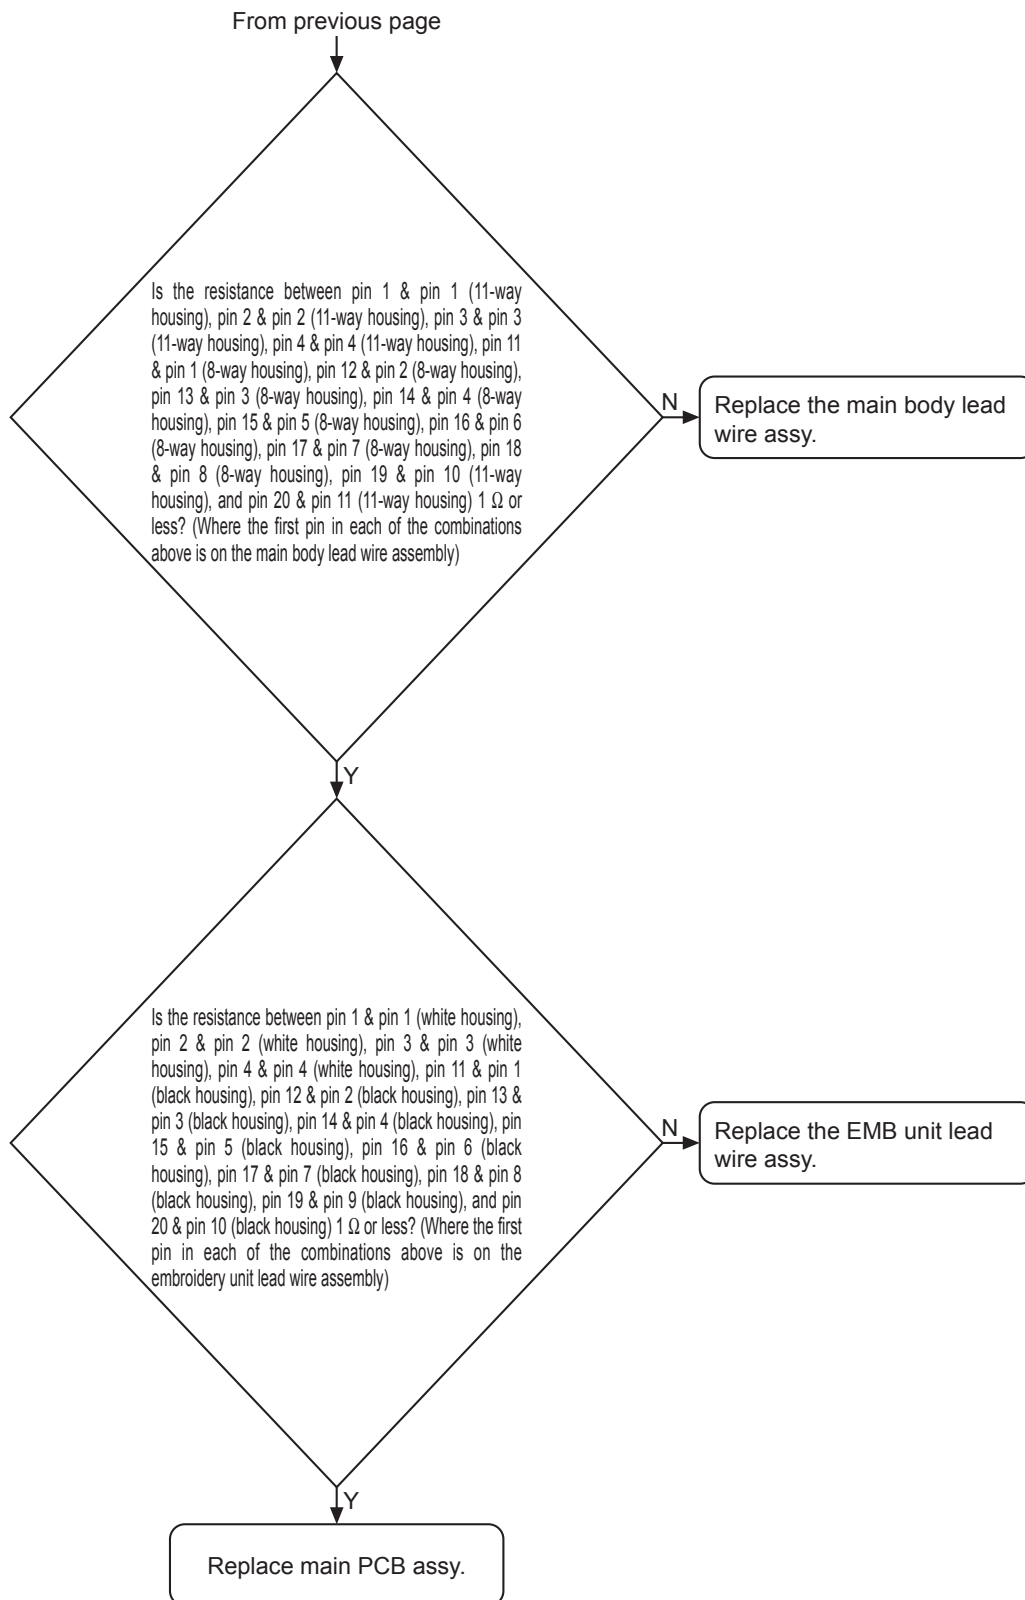 From previous page
Is the resistance between pin 1 & pin 1 (11-way
housing), pin 2 & pin 2 (11-way housing), pin 3 & pin 3
(11-way housing), pin 4 & pin 4 (11-way housing), pin 11
& pin 1 (8-way housing), pin 12 & pin 2 (8-way housing),
pin 13 & pin 3 (8-way housing), pin 14 & pin 4 (8-way
housing), pin 15 & pin 5 (8-way housing), pin 16 & pin 6
(8-way housing), pin 17 & pin 7 (8-way housing), pin 18
& pin 8 (8-way housing), pin 19 & pin 10 (11-way
housing), and pin 20 & pin 11 (11-way housing) 1 Ω or
less? (Where the first pin in each of the combinations
above is on the main body lead wire assembly)
N
Replace the main body lead
wire assy.
Y
Is the resistance between pin 1 & pin 1 (white housing),
pin 2 & pin 2 (white housing), pin 3 & pin 3 (white
housing), pin 4 & pin 4 (white housing), pin 11 & pin 1
(black housing), pin 12 & pin 2 (black housing), pin 13 &
pin 3 (black housing), pin 14 & pin 4 (black housing), pin
15 & pin 5 (black housing), pin 16 & pin 6 (black
housing), pin 17 & pin 7 (black housing), pin 18 & pin 8
(black housing), pin 19 & pin 9 (black housing), and pin
20 & pin 10 (black housing) 1 Ω or less? (Where the first
pin in each of the combinations above is on the
embroidery unit lead wire assembly)
N
Replace the EMB unit lead
wire assy.
Y
Replace main PCB assy.